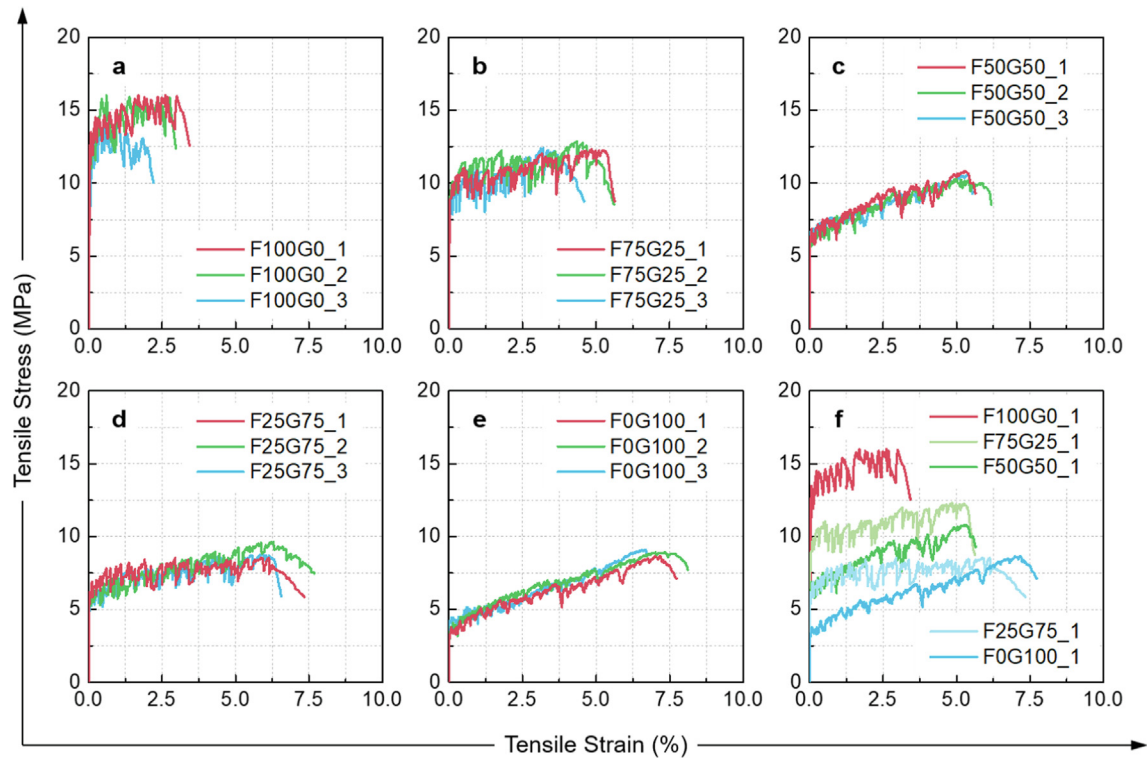 Tensile Stress (MPa)
20
15
10
5
0
a
F100G0_1
F100G0_2
F100G0_3
0.0 2.5 5.0 7.5 10.0
20
15
10
5
0
b
F75G25_1
F75G25_2
F75G25_3
0.0 2.5 5.0 7.5 10.0
20
15
10
5
0
c
F50G50_1
F50G50_2
F50G50_3
0.0 2.5 5.0 7.5 10.0
20
15
10
5
0
d
F25G75_1
F25G75_2
F25G75_3
0.0 2.5 5.0 7.5 10.0
20
15
10
5
0
e
F0G100_1
F0G100_2
F0G100_3
0.0 2.5 5.0 7.5 10.0
20
15
10
5
0
f
F100G0_1
F75G25_1
F50G50_1
F25G75_1
F0G100_1
0.0 2.5 5.0 7.5 10.0
Tensile Strain (%)